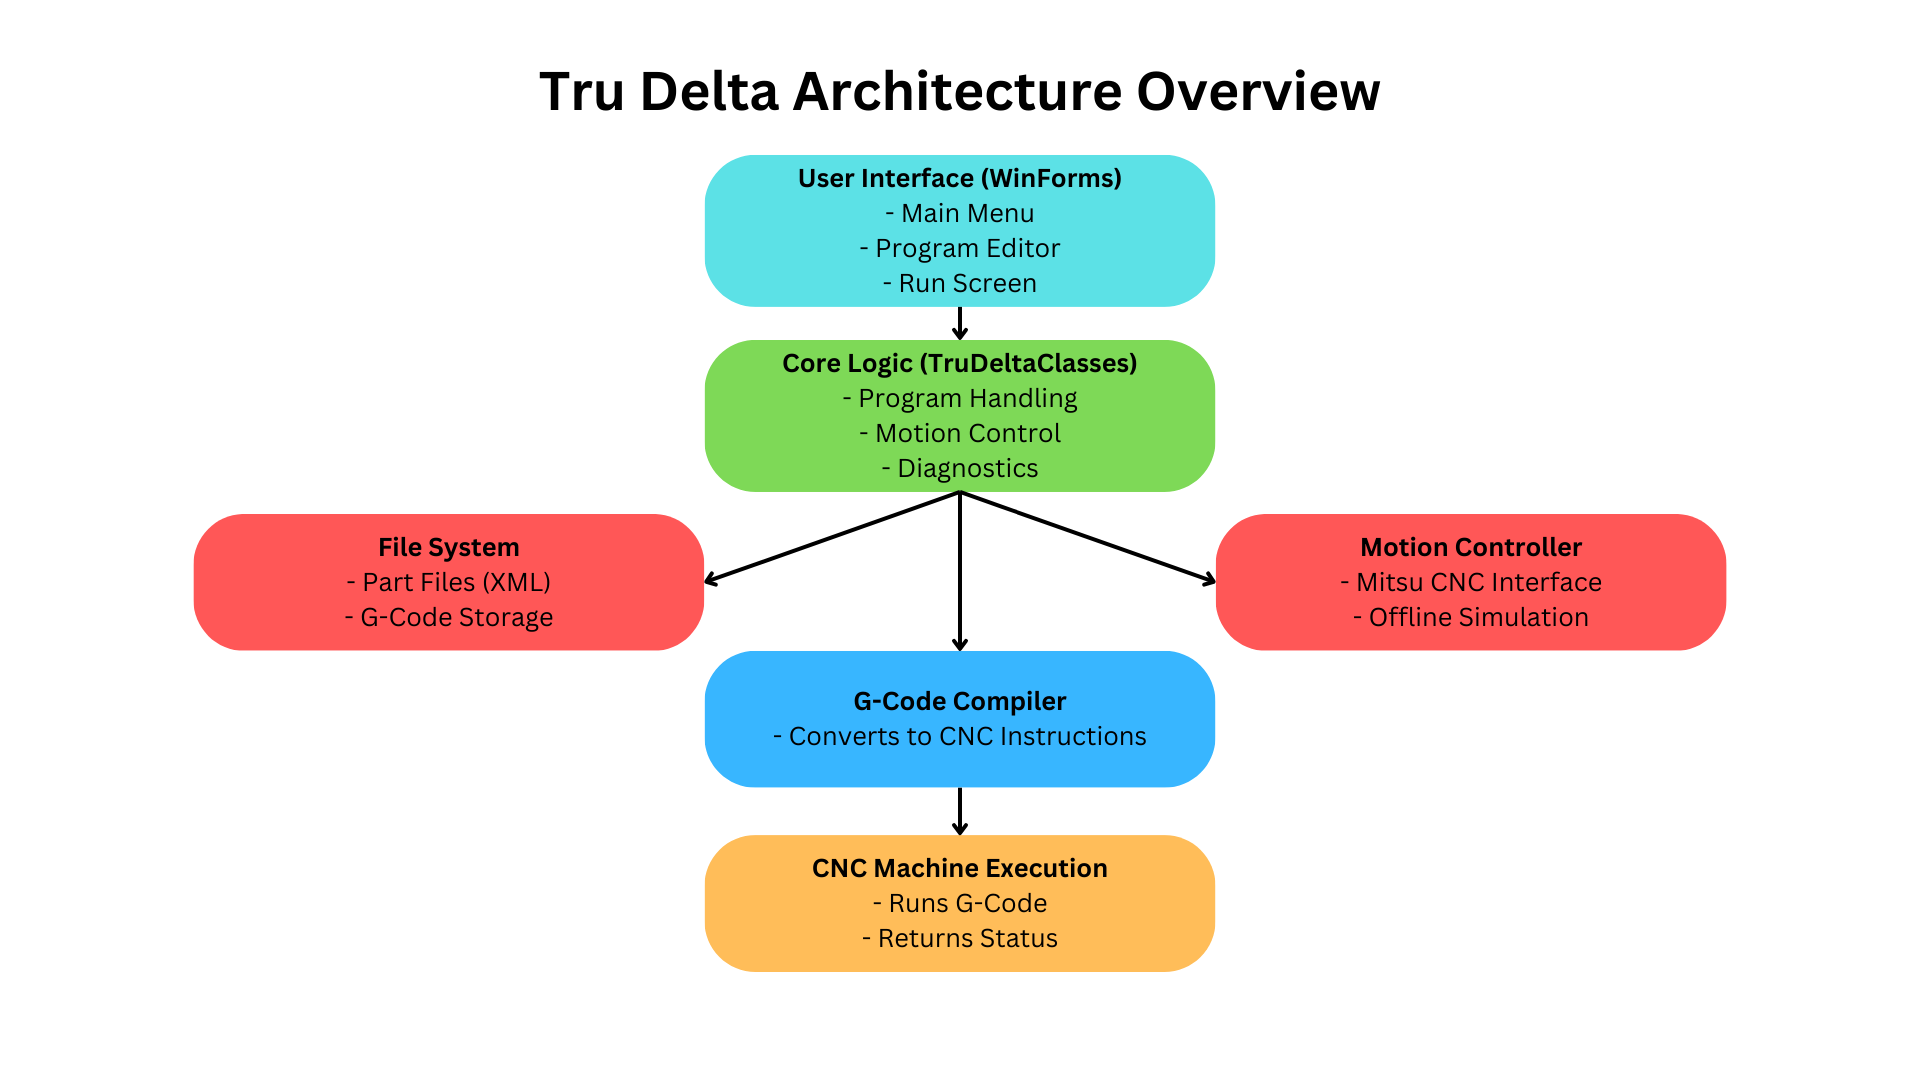 Tru Delta Architecture Overview
User Interface (WinForms)
- Main Menu
- Program Editor
- Run Screen
Core Logic (TruDeltaClasses)
- Program Handling
- Motion Control
- Diagnostics
File System
- Part Files (XML)
- G-Code Storage
Motion Controller
- Mitsu CNC Interface
- Offline Simulation
G-Code Compiler
- Converts to CNC Instructions
CNC Machine Execution
- Runs G-Code
- Returns Status